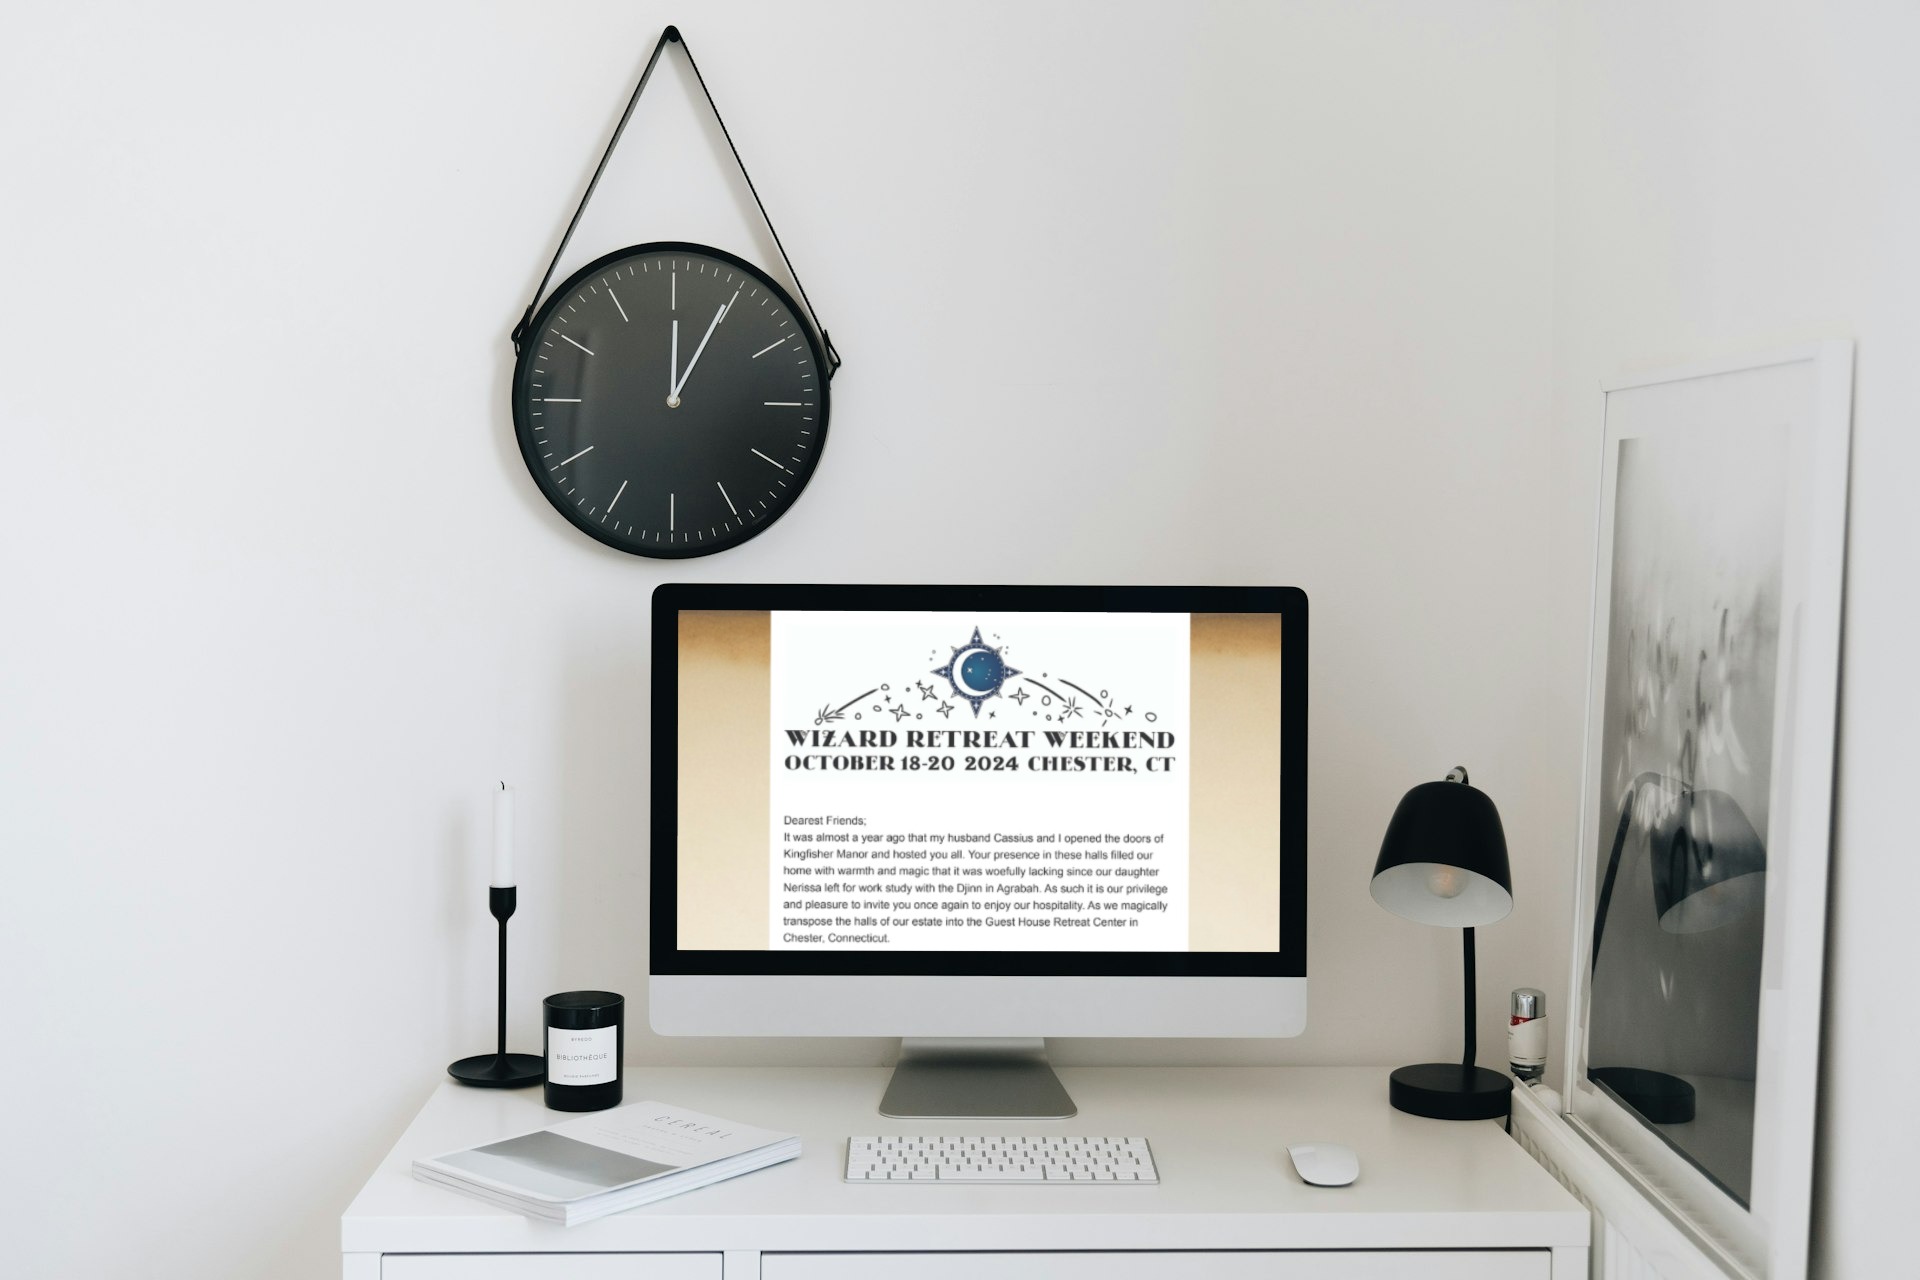 WIZARD RETREAT WEEKEND
OCTOBER 18-20 2024 CHESTER, CT
Dearest Friends;
It was almost a year ago that my husband Cassius and I opened the doors of
Kingfisher Manor and hosted you all. Your presence in these halls filled our
home with warmth and magic that it was woefully lacking since our daughter
Nerissa left for work study with the Djinn in Agrabah. As such it is our privilege
and pleasure to invite you once again to enjoy our hospitality. As we magically
transpose the halls of our estate into the Guest House Retreat Center in
Chester, Connecticut.
BYREDO
BIBLIOTHÈQUE
CEREAL